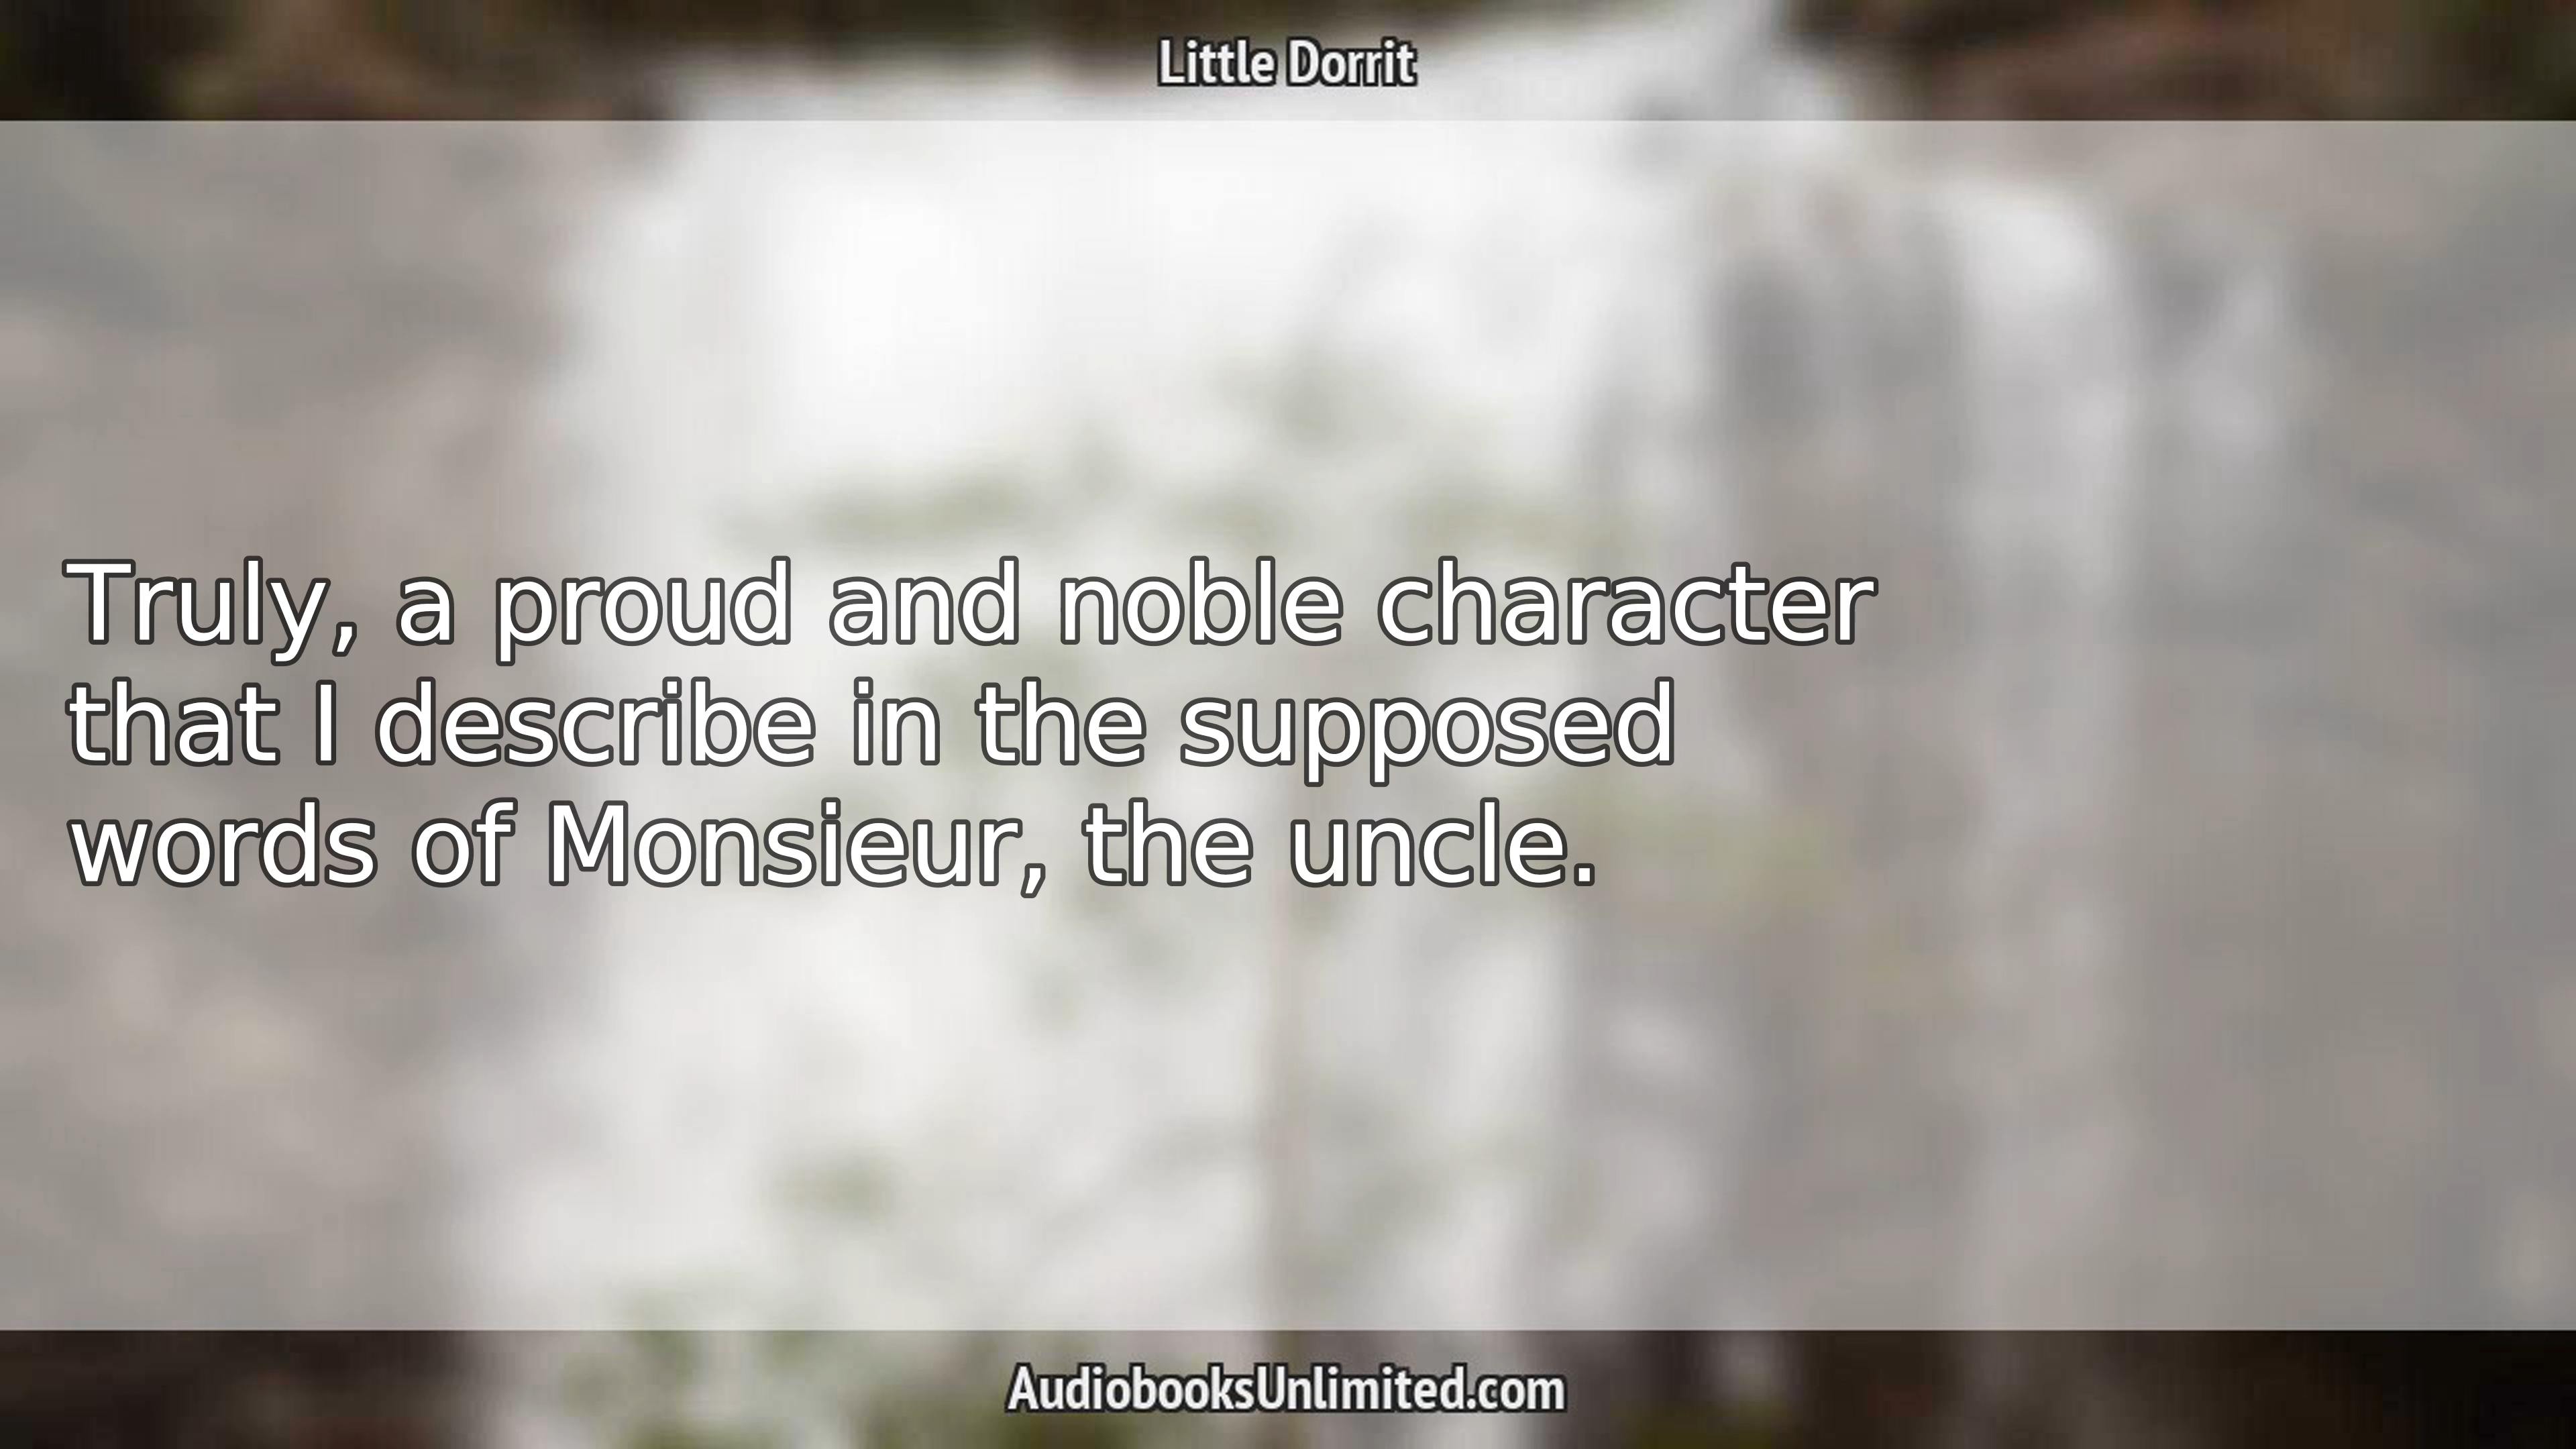 Little Dorrit
Truly, a proud and noble character
that I describe in the supposed
words of Monsieur, the uncle.
AudiobooksUnlimited.com